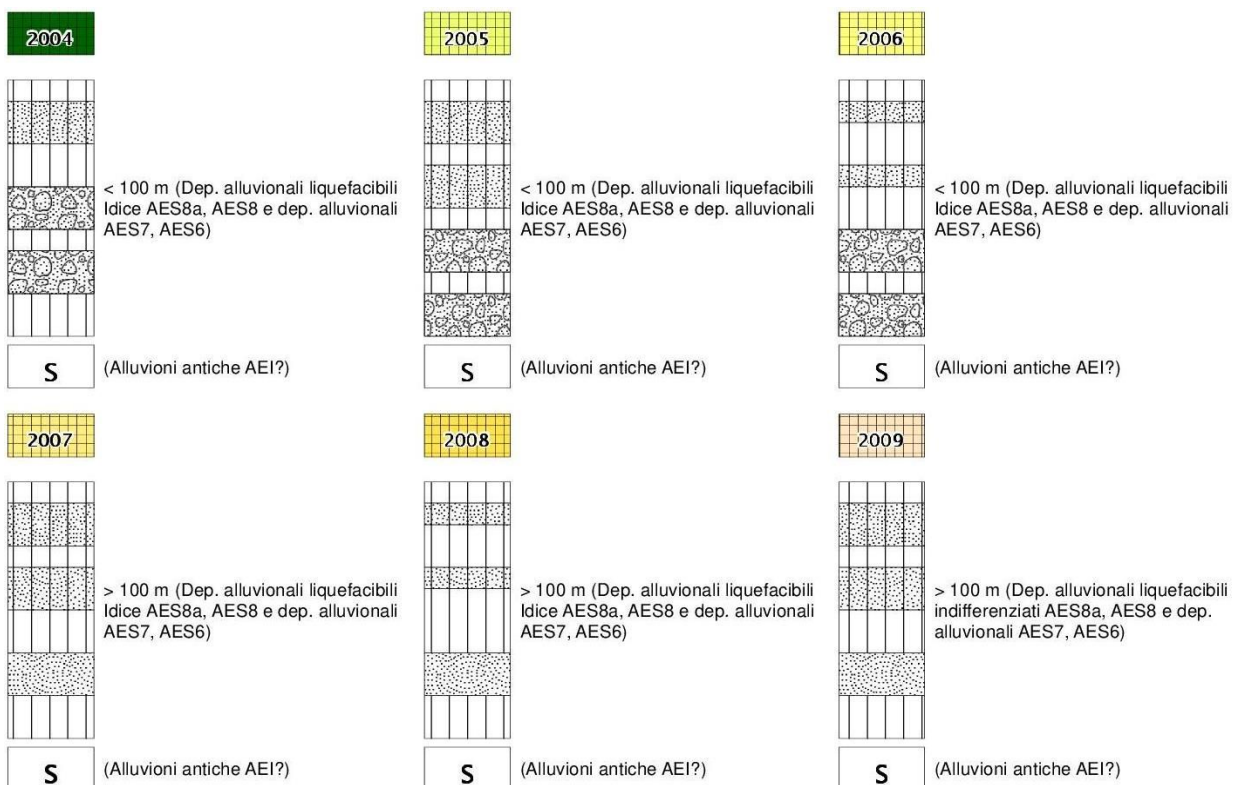 2004
2005
2006
< 100 m (Dep. alluvionali liquefacibili
Idice AES8a, AES8 e dep. alluvionali
AES7, AES6)
< 100 m (Dep. alluvionali liquefacibili
Idice AES8a, AES8 e dep. alluvionali
AES7, AES6)
< 100 m (Dep. alluvionali liquefacibili
Idice AES8a, AES8 e dep. alluvionali
AES7, AES6)
S
(Alluvioni antiche AEI?)
S
(Alluvioni antiche AEI?)
S
(Alluvioni antiche AEI?)
2007
2008
2009
> 100 m (Dep. alluvionali liquefacibili
Idice AES8a, AES8 e dep. alluvionali
AES7, AES6)
> 100 m (Dep. alluvionali liquefacibili
Idice AES8a, AES8 e dep. alluvionali
AES7, AES6)
> 100 m (Dep. alluvionali liquefacibili
indifferenziati AES8a, AES8 e dep.
alluvionali AES7, AES6)
S
(Alluvioni antiche AEI?)
S
(Alluvioni antiche AEI?)
S
(Alluvioni antiche AEI?)